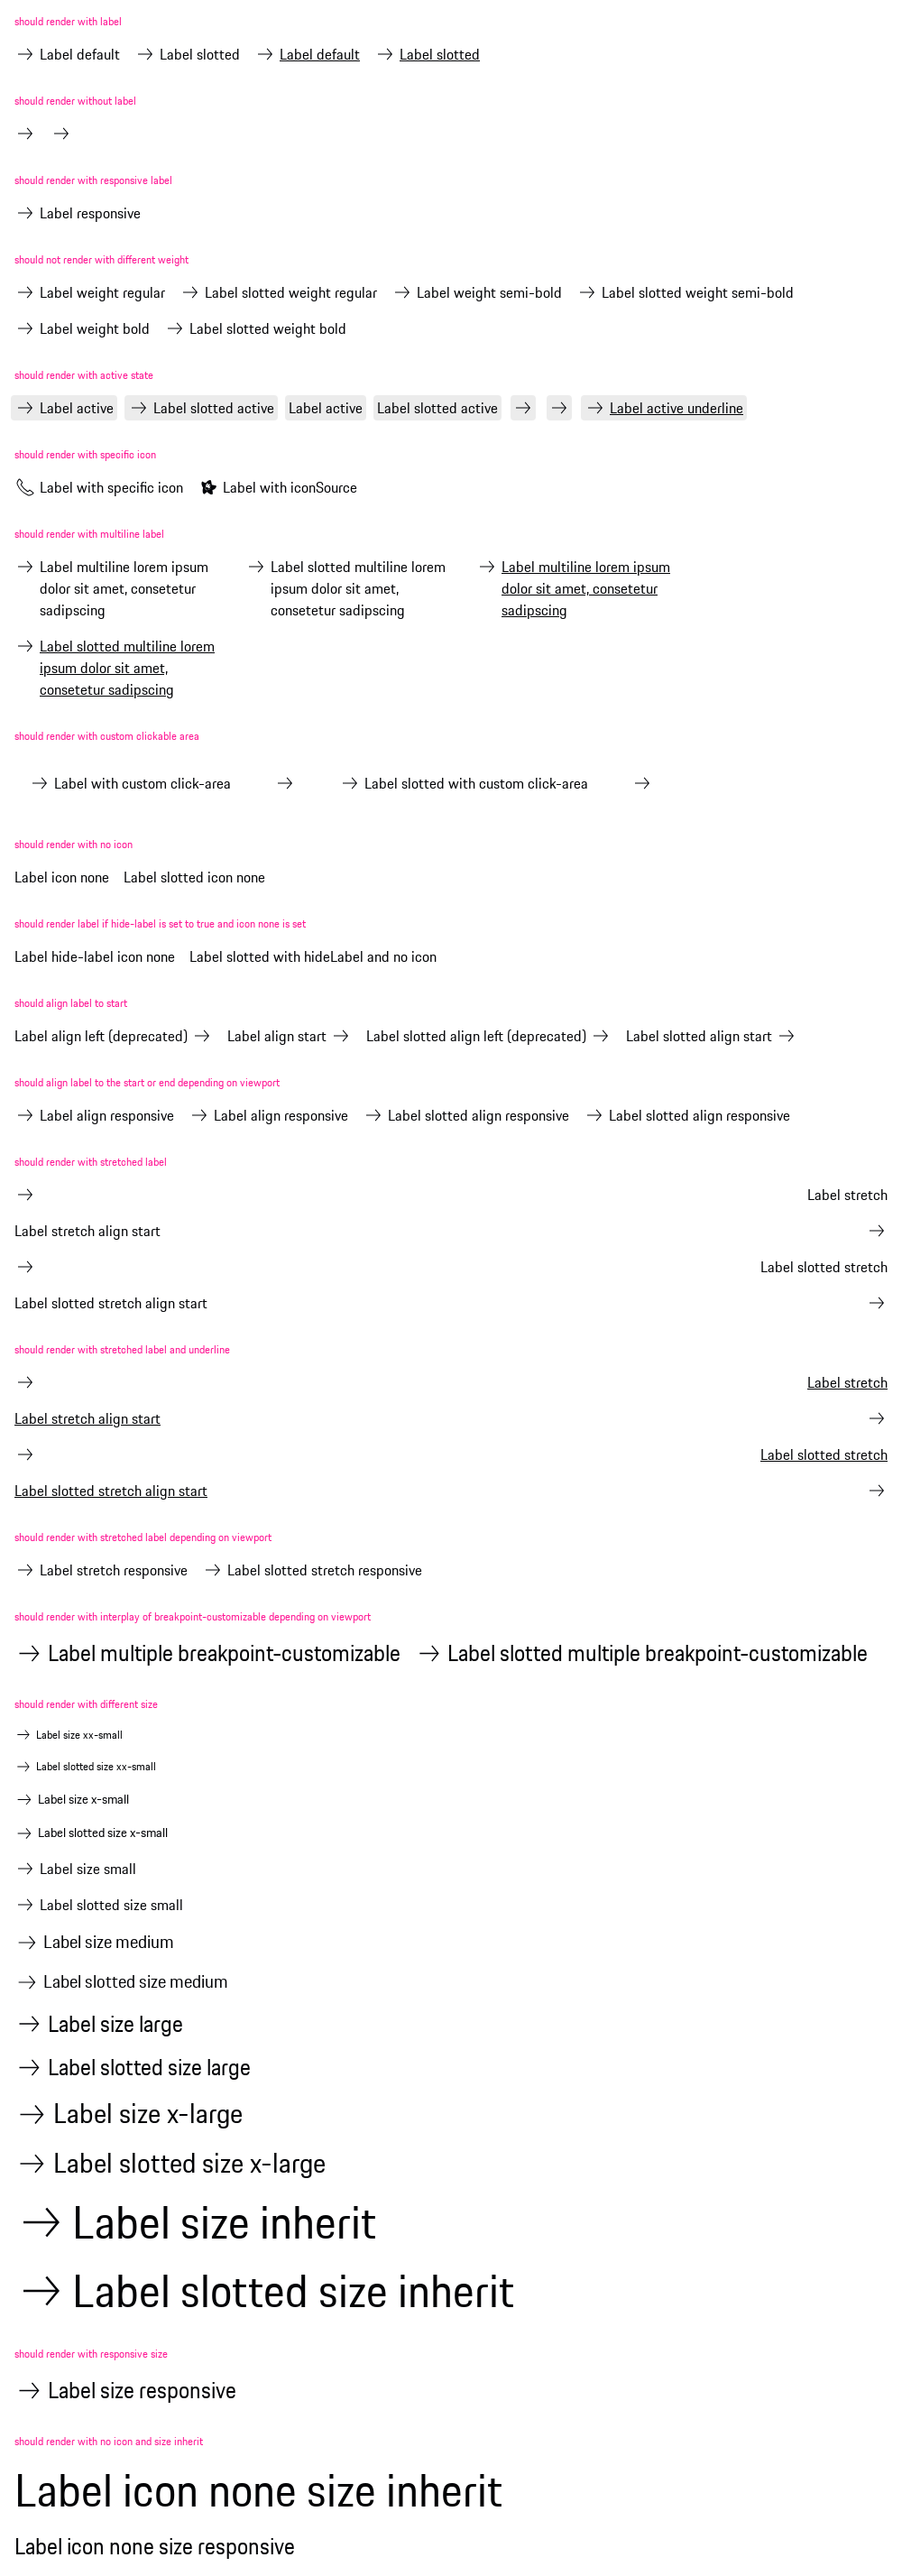 should render with label
Label default Label slotted Label default Label slotted
should render without label
should render with responsive label
Label responsive
should not render with different weight
Label weight regular Label slotted weight regular Label weight semi-bold Label slotted weight semi-bold
Label weight bold Label slotted weight bold
should render with active state
Label active Label slotted active Label active Label slotted active Label active underline
should render with specific icon
Label with specific icon Label with iconSource
should render with multiline label
Label multiline lorem ipsum
dolor sit amet, consetetur
sadipscing
Label slotted multiline lorem
ipsum dolor sit amet,
consetetur sadipscing
Label multiline lorem ipsum
dolor sit amet, consetetur
sadipscing
Label slotted multiline lorem
ipsum dolor sit amet,
consetetur sadipscing
should render with custom clickable area
Label with custom click-area Label slotted with custom click-area
should render with no icon
Label icon none Label slotted icon none
should render label if hide-label is set to true and icon none is set
Label hide-label icon none Label slotted with hideLabel and no icon
should align label to start
Label align left (deprecated) Label align start Label slotted align left (deprecated) Label slotted align start
should align label to the start or end depending on viewport
Label align responsive Label align responsive Label slotted align responsive Label slotted align responsive
should render with stretched label
Label stretch
Label stretch align start
Label slotted stretch
Label slotted stretch align start
should render with stretched label and underline
Label stretch
Label stretch align start
Label slotted stretch
Label slotted stretch align start
should render with stretched label depending on viewport
Label stretch responsive Label slotted stretch responsive
should render with interplay of breakpoint-customizable depending on viewport
Label multiple breakpoint-customizable Label slotted multiple breakpoint-customizable
should render with different size
Label size xx-small
Label slotted size xx-small
Label size x-small
Label slotted size x-small
Label size small
Label slotted size small
Label size medium
Label slotted size medium
Label size large
Label slotted size large
Label size x-large
Label slotted size x-large
Label size inherit
Label slotted size inherit
should render with responsive size
Label size responsive
should render with no icon and size inherit
Label icon none size inherit
Label icon none size responsive